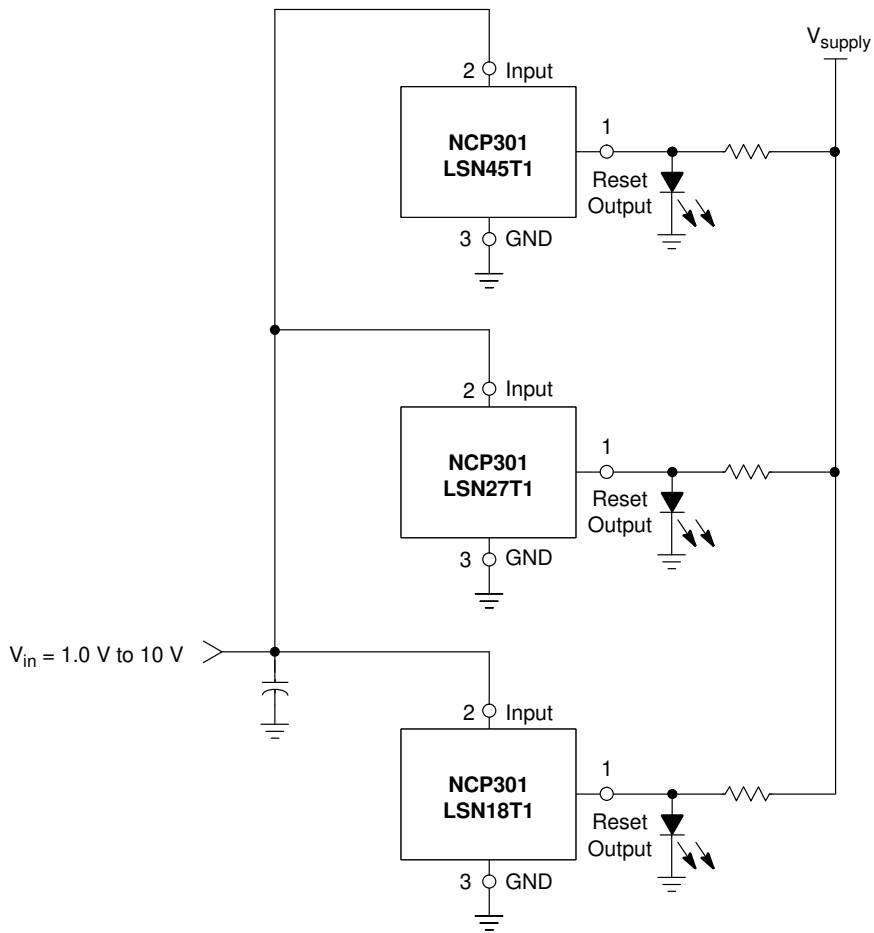 V_supply
2 Input
NCP301
LSN45T1
1
Reset
Output
3 GND
2 Input
NCP301
LSN27T1
1
Reset
Output
3 GND
V_in = 1.0 V to 10 V
2 Input
NCP301
LSN18T1
1
Reset
Output
3 GND